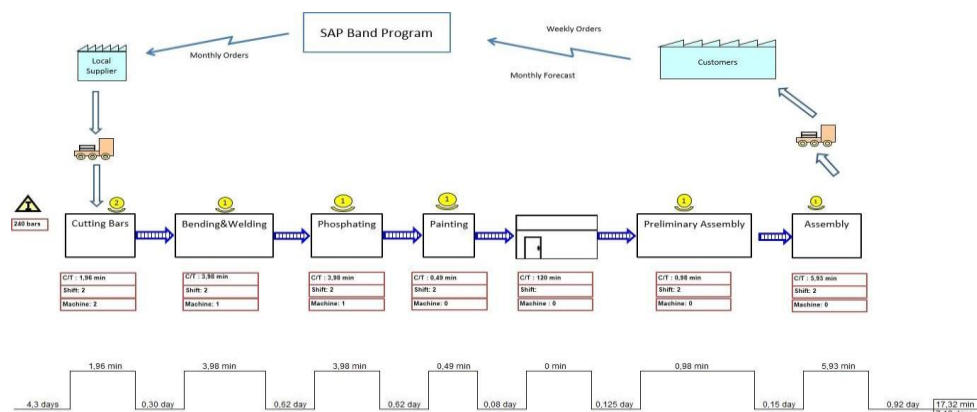 SAP Band Program
Weekly Orders
Monthly Orders
Monthly Forecast
Local
Supplier
Customers
240 bars
2
Cutting Bars
1
Bending&Welding
1
Phosphating
1
Painting
1
Preliminary Assembly
1
Assembly
C/T : 1,96 min
Shift: 2
Machine: 2
C/T : 3,98 min
Shift: 2
Machine: 1
C/T : 3,98 min
Shift: 2
Machine: 1
C/T : 0,49 min
Shift: 2
Machine: 0
C/T : 120 min
Shift:
Machine : 0
C/T : 0,98 min
Shift: 2
Machine: 0
C/T : 5,93 min
Shift: 2
Machine: 0
1,96 min
3,98 min
3,98 min
0,49 min
0 min
0,98 min
5,93 min
4,3 days
0,30 day
0,62 day
0,62 day
0,08 day
0,125 day
0,15 day
0,92 day
17,32 min